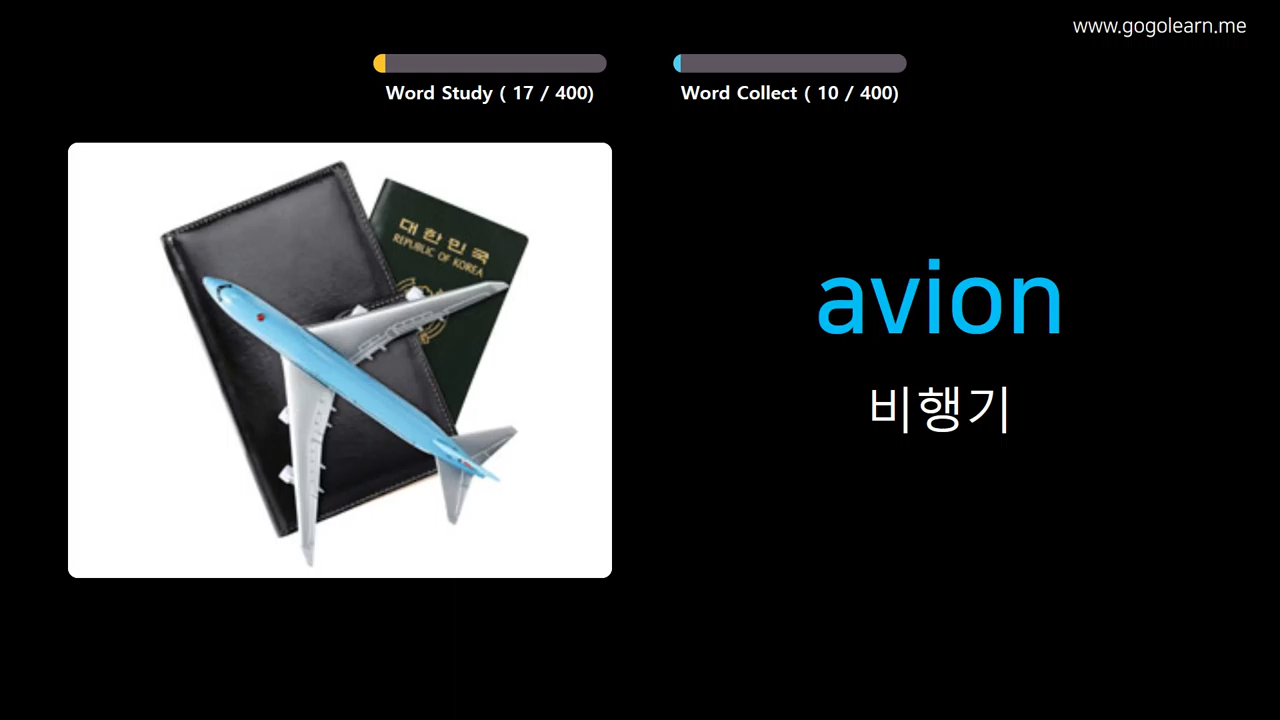 www.gogolearn.me
Word Study ( 17 / 400)
Word Collect ( 10 / 400)
대한민국
REPUBLIC OF KOREA
avion
비행기